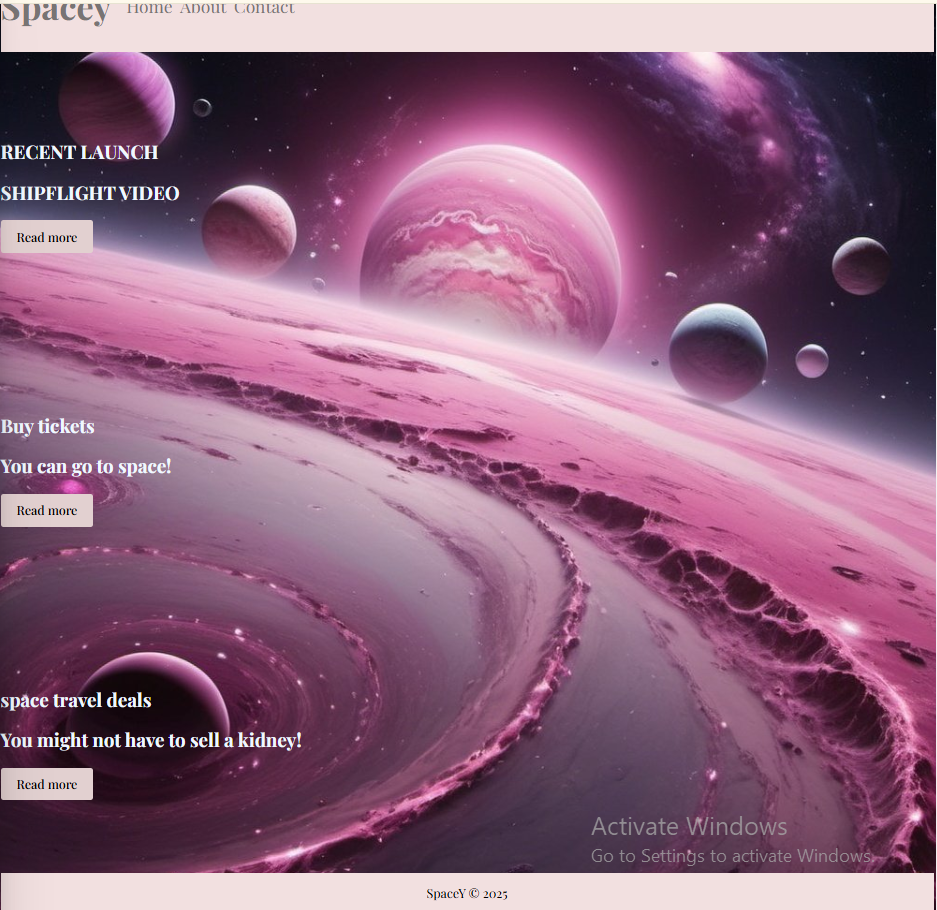 Spacey Home About Contact
RECENT LAUNCH
SHIPFLIGHT VIDEO
Read more
Buy tickets
You can go to space!
Read more
space travel deals
You might not have to sell a kidney!
Read more
Activate Windows
Go to Settings to activate Windows.
SpaceY © 2025